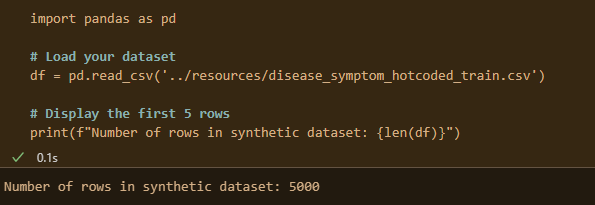 import pandas as pd
# Load your dataset
df = pd.read_csv('../resources/disease_symptom_hotcoded_train.csv')
# Display the first 5 rows
print(f"Number of rows in synthetic dataset: {len(df)}")
✓ 0.1s
Number of rows in synthetic dataset: 5000